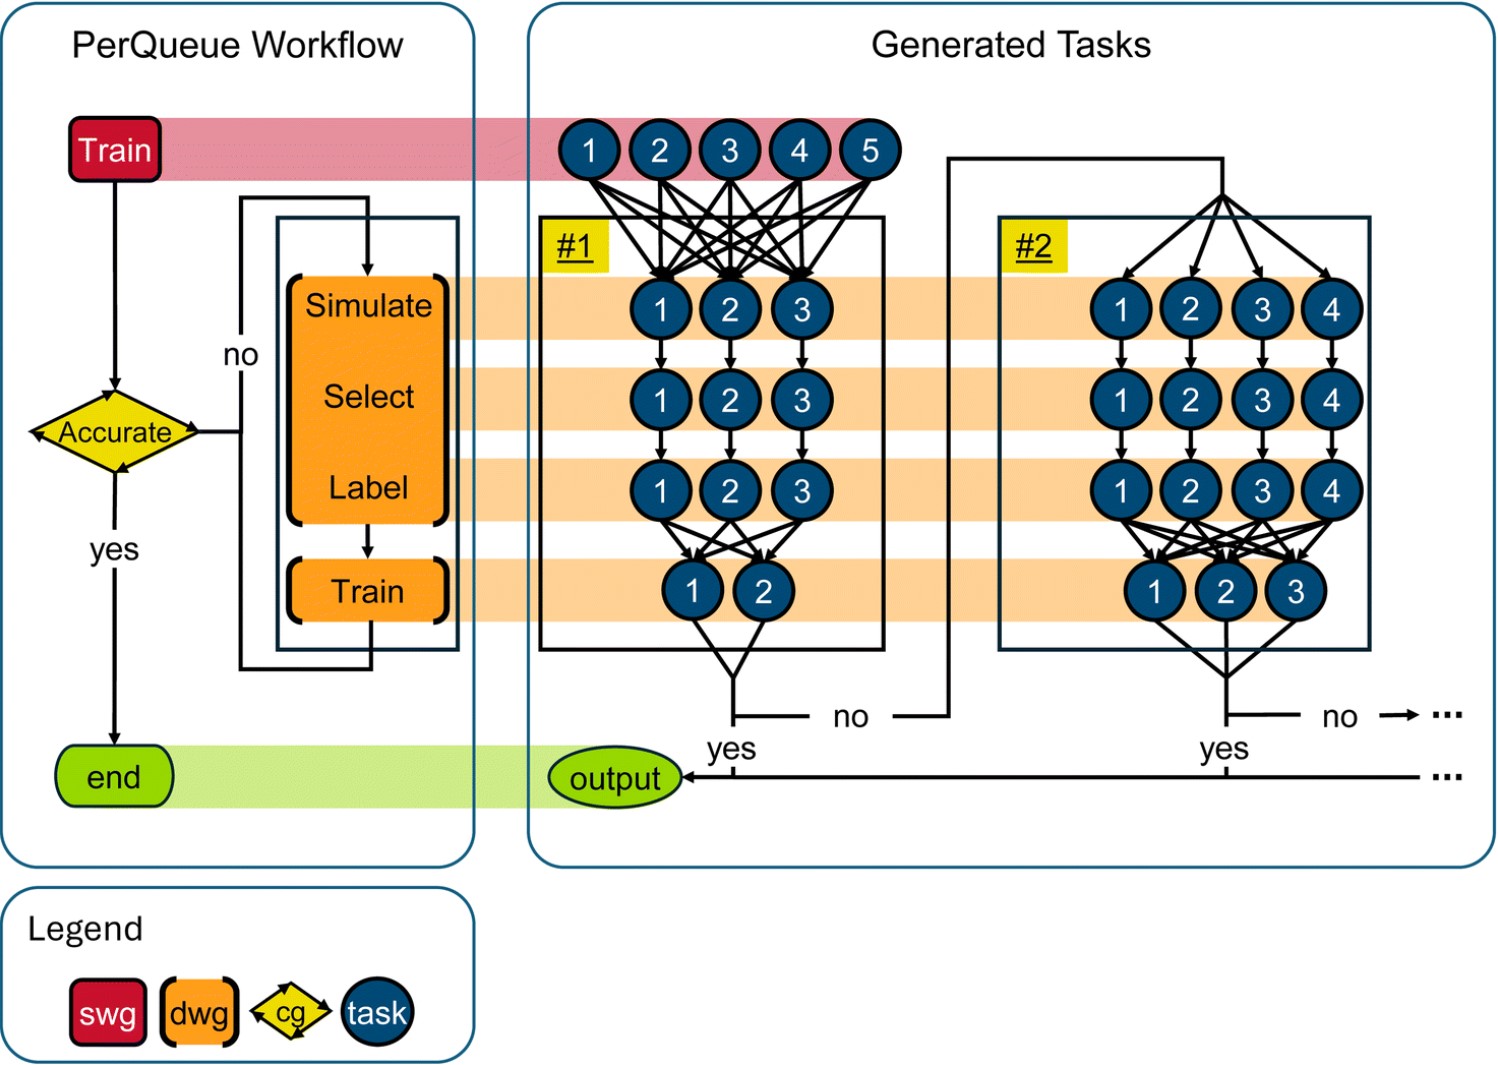 PerQueue Workflow
Generated Tasks
Train
1 2 3 4 5
#1
#2
Simulate
1 2 3
1 2 3 4
no
Select
1 2 3
1 2 3 4
Accurate
Label
1 2 3
1 2 3 4
yes
Train
1 2
1 2 3
no
no ...
yes
yes
end
output
...
Legend
swg dwg cg task